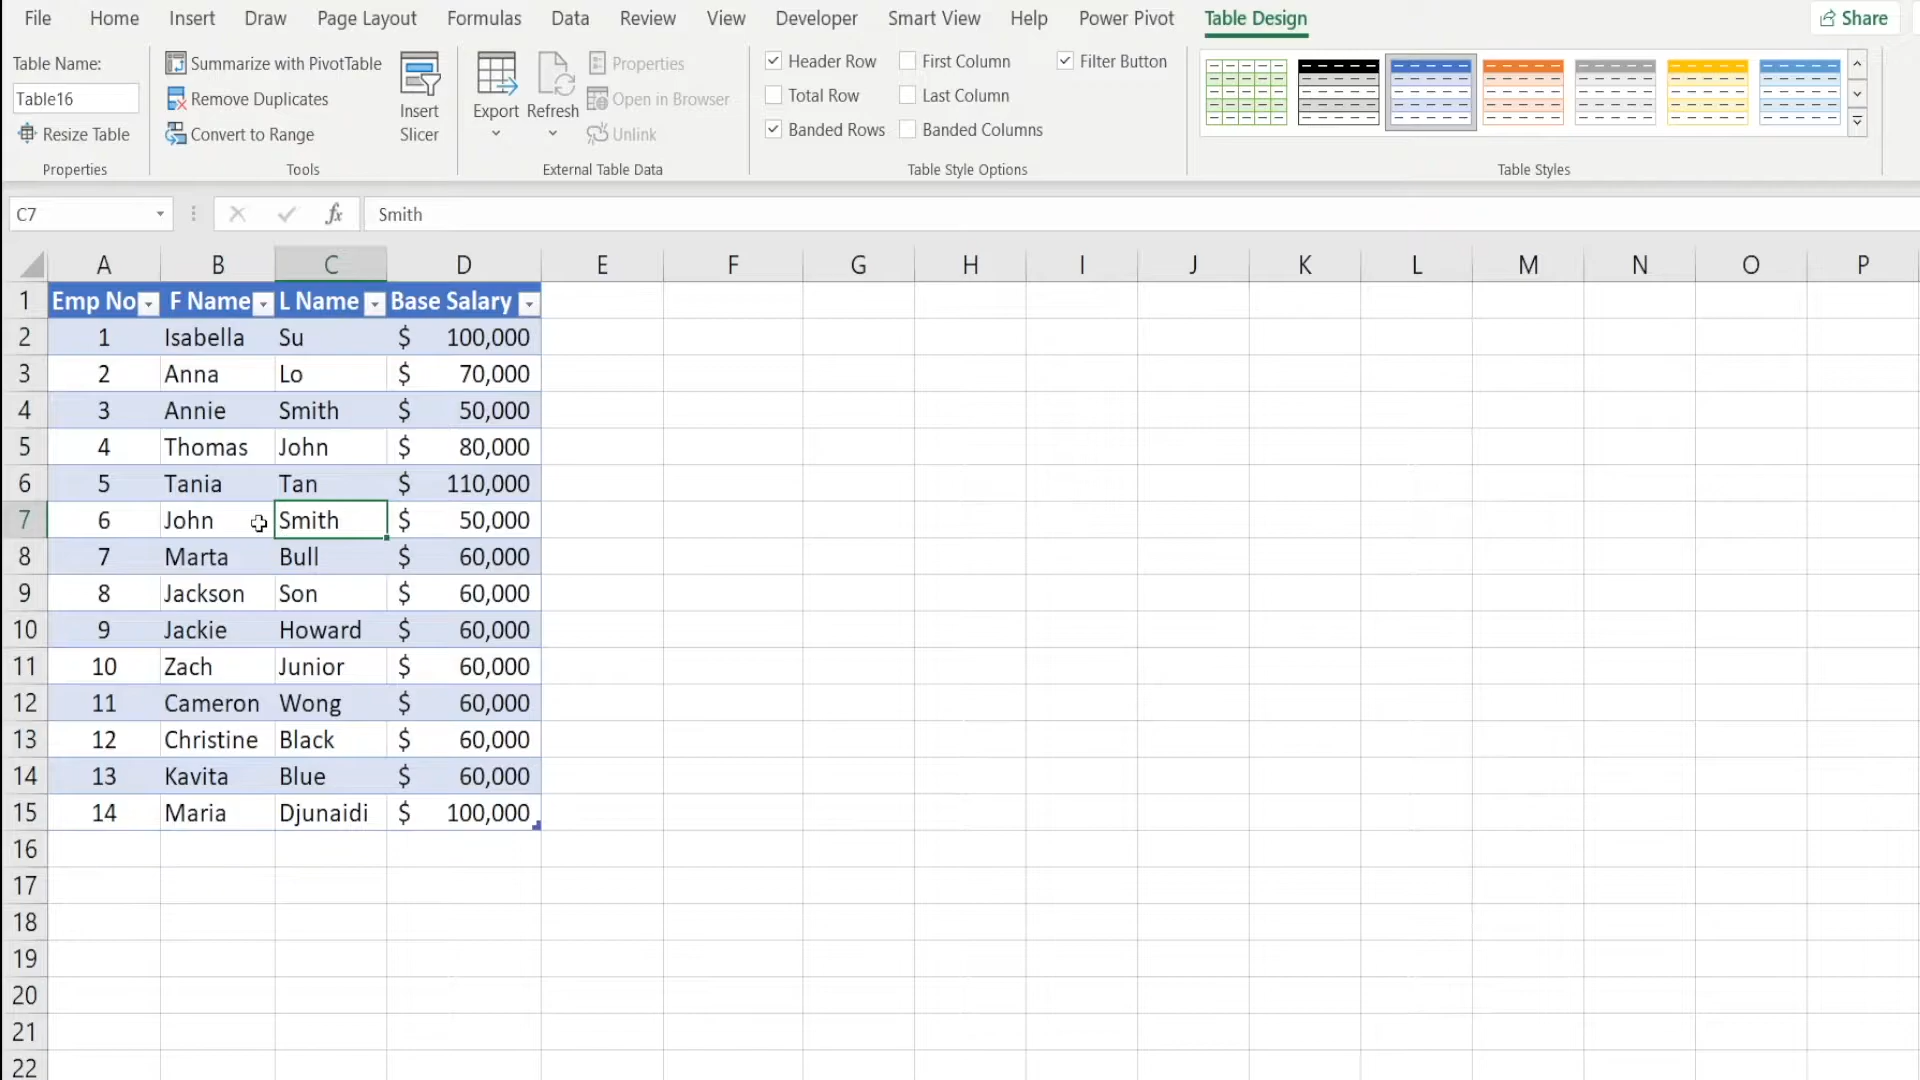 File Home Insert Draw Page Layout Formulas Data Review View Developer Smart View Help Power Pivot Table Design Share
Table Name:
Table16
Resize Table
Properties
Summarize with PivotTable
Remove Duplicates
Convert to Range
Insert
Slicer
Tools
Export
Refresh
Properties
Open in Browser
Unlink
External Table Data
Header Row
Total Row
Banded Rows
First Column
Last Column
Banded Columns
Filter Button
Table Style Options
Table Styles
C7 fx Smith
A B C D E F G H I J K L M N O P
1 Emp No F Name L Name Base Salary
2 1 Isabella Su $ 100,000
3 2 Anna Lo $ 70,000
4 3 Annie Smith $ 50,000
5 4 Thomas John $ 80,000
6 5 Tania Tan $ 110,000
7 6 John Smith $ 50,000
8 7 Marta Bull $ 60,000
9 8 Jackson Son $ 60,000
10 9 Jackie Howard $ 60,000
11 10 Zach Junior $ 60,000
12 11 Cameron Wong $ 60,000
13 12 Christine Black $ 60,000
14 13 Kavita Blue $ 60,000
15 14 Maria Djunaidi $ 100,000
16
17
18
19
20
21
22